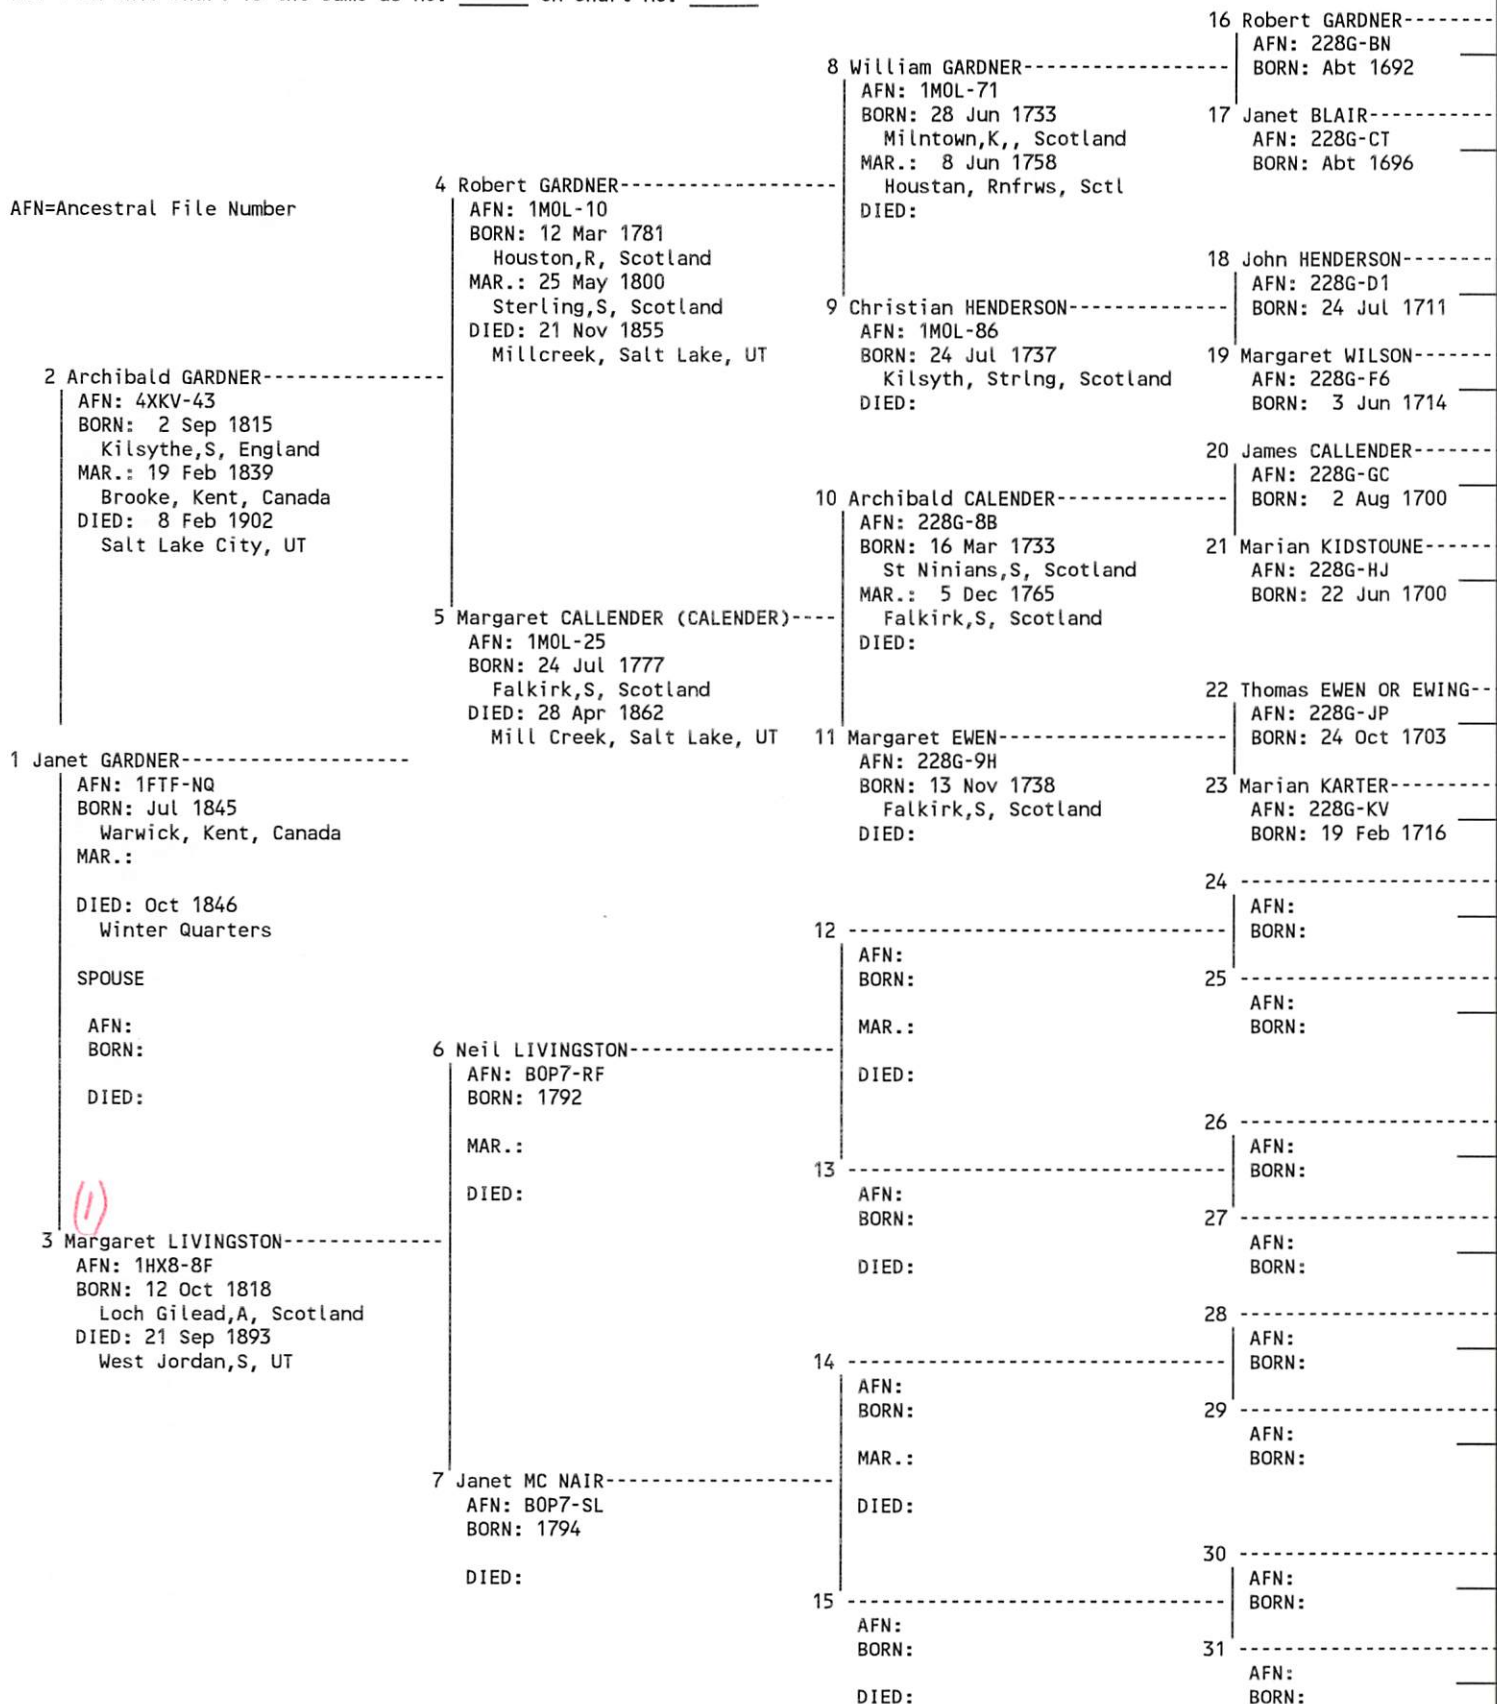 16 Robert GARDNER
AFN: 228G-BN
BORN: Abt 1692
8 William GARDNER
AFN: 1MOL-71
BORN: 28 Jun 1733
Milntown,K,, Scotland
MAR.: 8 Jun 1758
Houstan, Rnfrws, Sctl
DIED:
17 Janet BLAIR
AFN: 228G-CT
BORN: Abt 1696
4 Robert GARDNER
AFN: 1MOL-10
BORN: 12 Mar 1781
Houston,R, Scotland
MAR.: 25 May 1800
Sterling,S, Scotland
DIED: 21 Nov 1855
Millcreek, Salt Lake, UT
AFN=Ancestral File Number
18 John HENDERSON
AFN: 228G-D1
BORN: 24 Jul 1711
9 Christian HENDERSON
AFN: 1MOL-86
BORN: 24 Jul 1737
Kilsyth, Strlng, Scotland
DIED:
19 Margaret WILSON
AFN: 228G-F6
BORN: 3 Jun 1714
2 Archibald GARDNER
AFN: 4XKV-43
BORN: 2 Sep 1815
Kilsythe,S, England
MAR.: 19 Feb 1839
Brooke, Kent, Canada
DIED: 8 Feb 1902
Salt Lake City, UT
20 James CALLENDER
AFN: 228G-GC
BORN: 2 Aug 1700
10 Archibald CALENDER
AFN: 228G-8B
BORN: 16 Mar 1733
St Ninians,S, Scotland
MAR.: 5 Dec 1765
Falkirk,S, Scotland
DIED:
21 Marian KIDSTOUNE
AFN: 228G-HJ
BORN: 22 Jun 1700
5 Margaret CALLENDER (CALENDER)
AFN: 1MOL-25
BORN: 24 Jul 1777
Falkirk,S, Scotland
DIED: 28 Apr 1862
Mill Creek, Salt Lake, UT
22 Thomas EWEN OR EWING
AFN: 228G-JP
BORN: 24 Oct 1703
11 Margaret EWEN
AFN: 228G-9H
BORN: 13 Nov 1738
Falkirk,S, Scotland
DIED:
23 Marian KARTER
AFN: 228G-KV
BORN: 19 Feb 1716
1 Janet GARDNER
AFN: 1FTF-NQ
BORN: Jul 1845
Warwick, Kent, Canada
MAR.:
DIED: Oct 1846
Winter Quarters
SPOUSE
AFN:
BORN:
DIED:
24
AFN:
BORN:
12
AFN:
BORN:
MAR.:
DIED:
25
AFN:
BORN:
6 Neil LIVINGSTON
AFN: BOP7-RF
BORN: 1792
MAR.:
DIED:
26
AFN:
BORN:
13
AFN:
BORN:
DIED:
27
AFN:
BORN:
(1)
3 Margaret LIVINGSTON
AFN: 1HX8-8F
BORN: 12 Oct 1818
Loch Gilead,A, Scotland
DIED: 21 Sep 1893
West Jordan,S, UT
28
AFN:
BORN:
14
AFN:
BORN:
MAR.:
DIED:
29
AFN:
BORN:
7 Janet MC NAIR
AFN: BOP7-SL
BORN: 1794
DIED:
30
AFN:
BORN:
15
AFN:
BORN:
DIED:
31
AFN:
BORN: